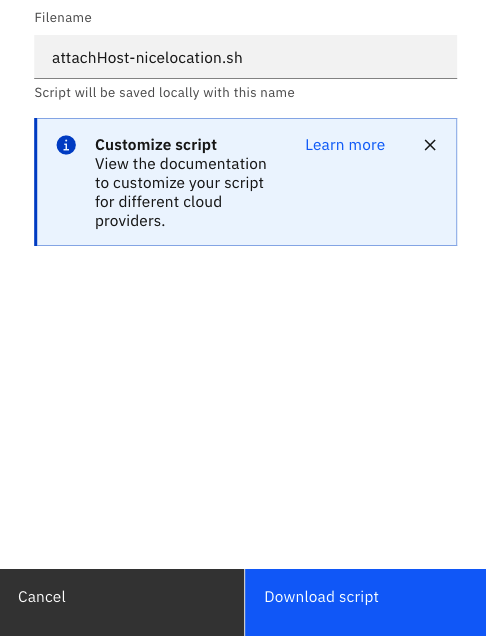 Filename
attachHost-nicelocation.sh
Script will be saved locally with this name
Customize script
Learn more
View the documentation
to customize your script
for different cloud
providers.
Cancel
Download script